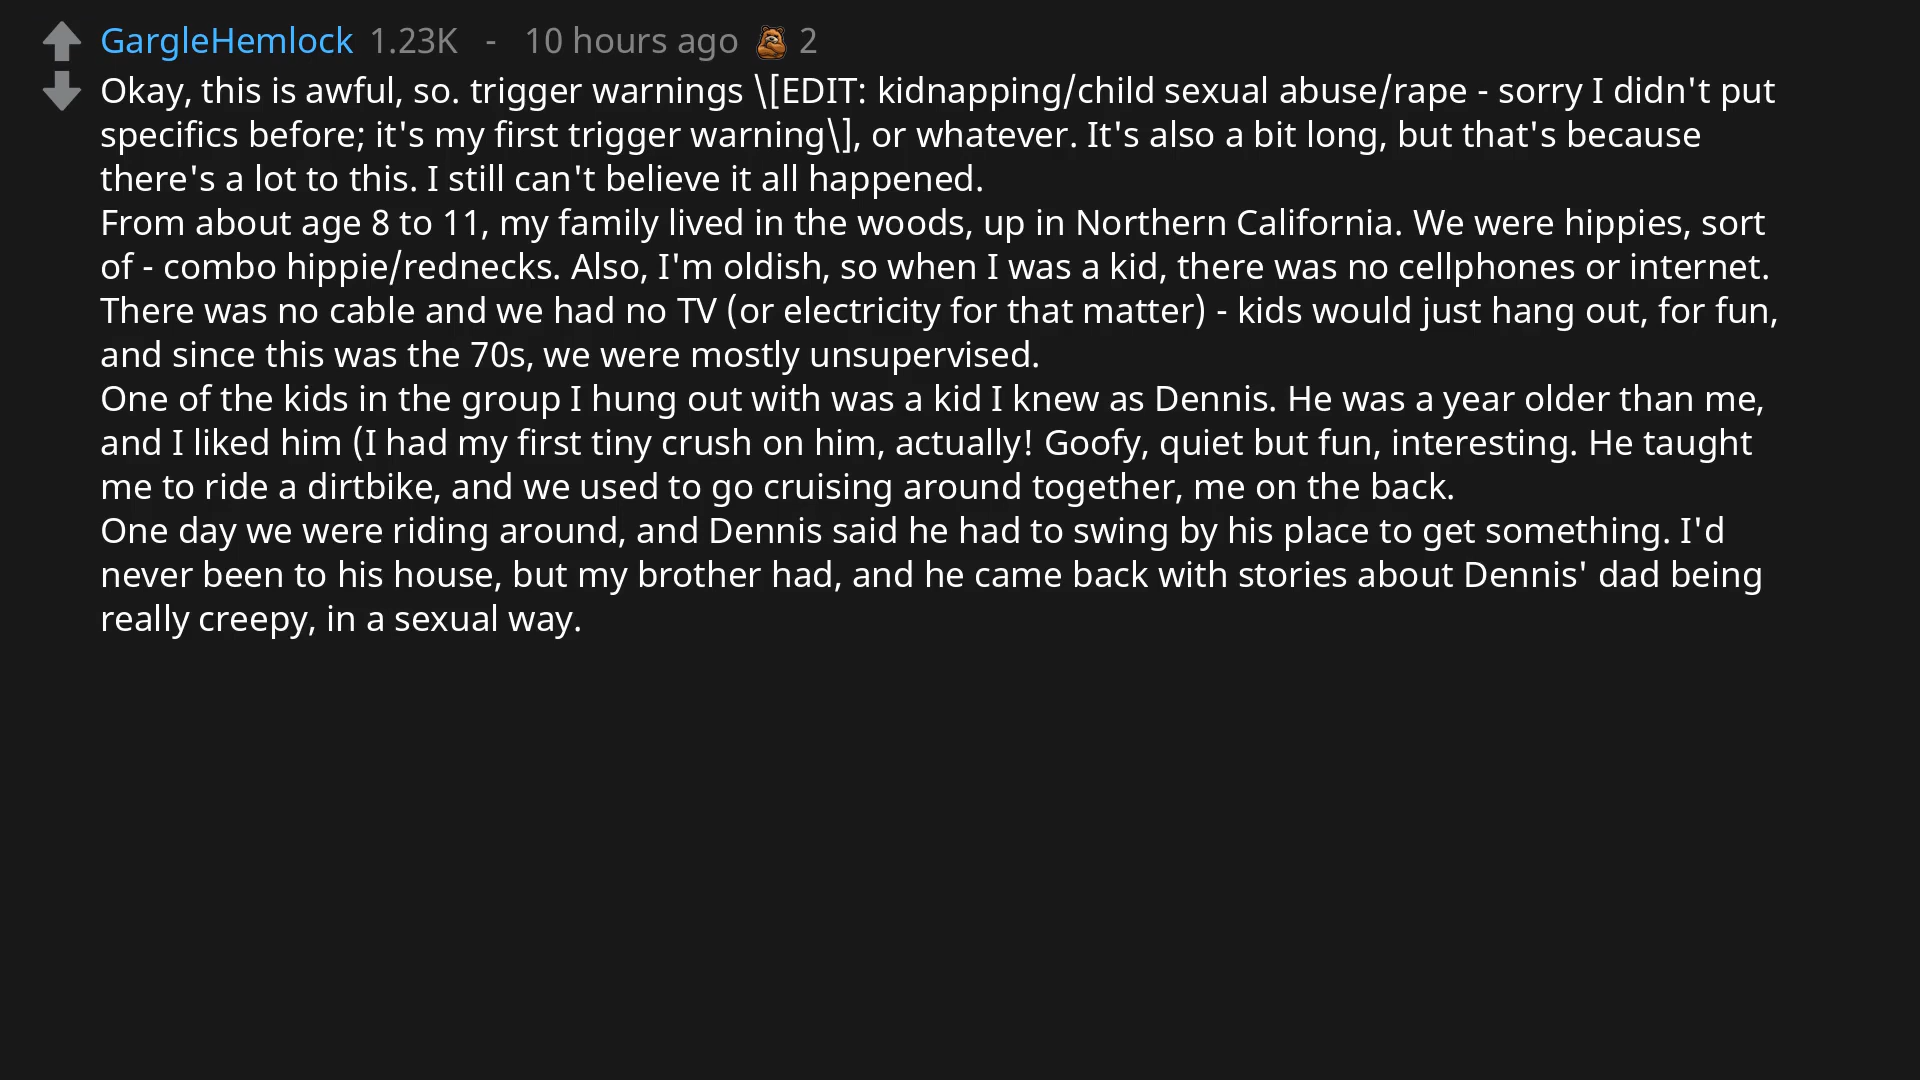 GargleHemlock 1.23K - 10 hours ago 2
Okay, this is awful, so. trigger warnings \[EDIT: kidnapping/child sexual abuse/rape - sorry I didn't put
specifics before; it's my first trigger warning\], or whatever. It's also a bit long, but that's because
there's a lot to this. I still can't believe it all happened.
From about age 8 to 11, my family lived in the woods, up in Northern California. We were hippies, sort
of - combo hippie/rednecks. Also, I'm oldish, so when I was a kid, there was no cellphones or internet.
There was no cable and we had no TV (or electricity for that matter) - kids would just hang out, for fun,
and since this was the 70s, we were mostly unsupervised.
One of the kids in the group I hung out with was a kid I knew as Dennis. He was a year older than me,
and I liked him (I had my first tiny crush on him, actually! Goofy, quiet but fun, interesting. He taught
me to ride a dirtbike, and we used to go cruising around together, me on the back.
One day we were riding around, and Dennis said he had to swing by his place to get something. I'd
never been to his house, but my brother had, and he came back with stories about Dennis' dad being
really creepy, in a sexual way.